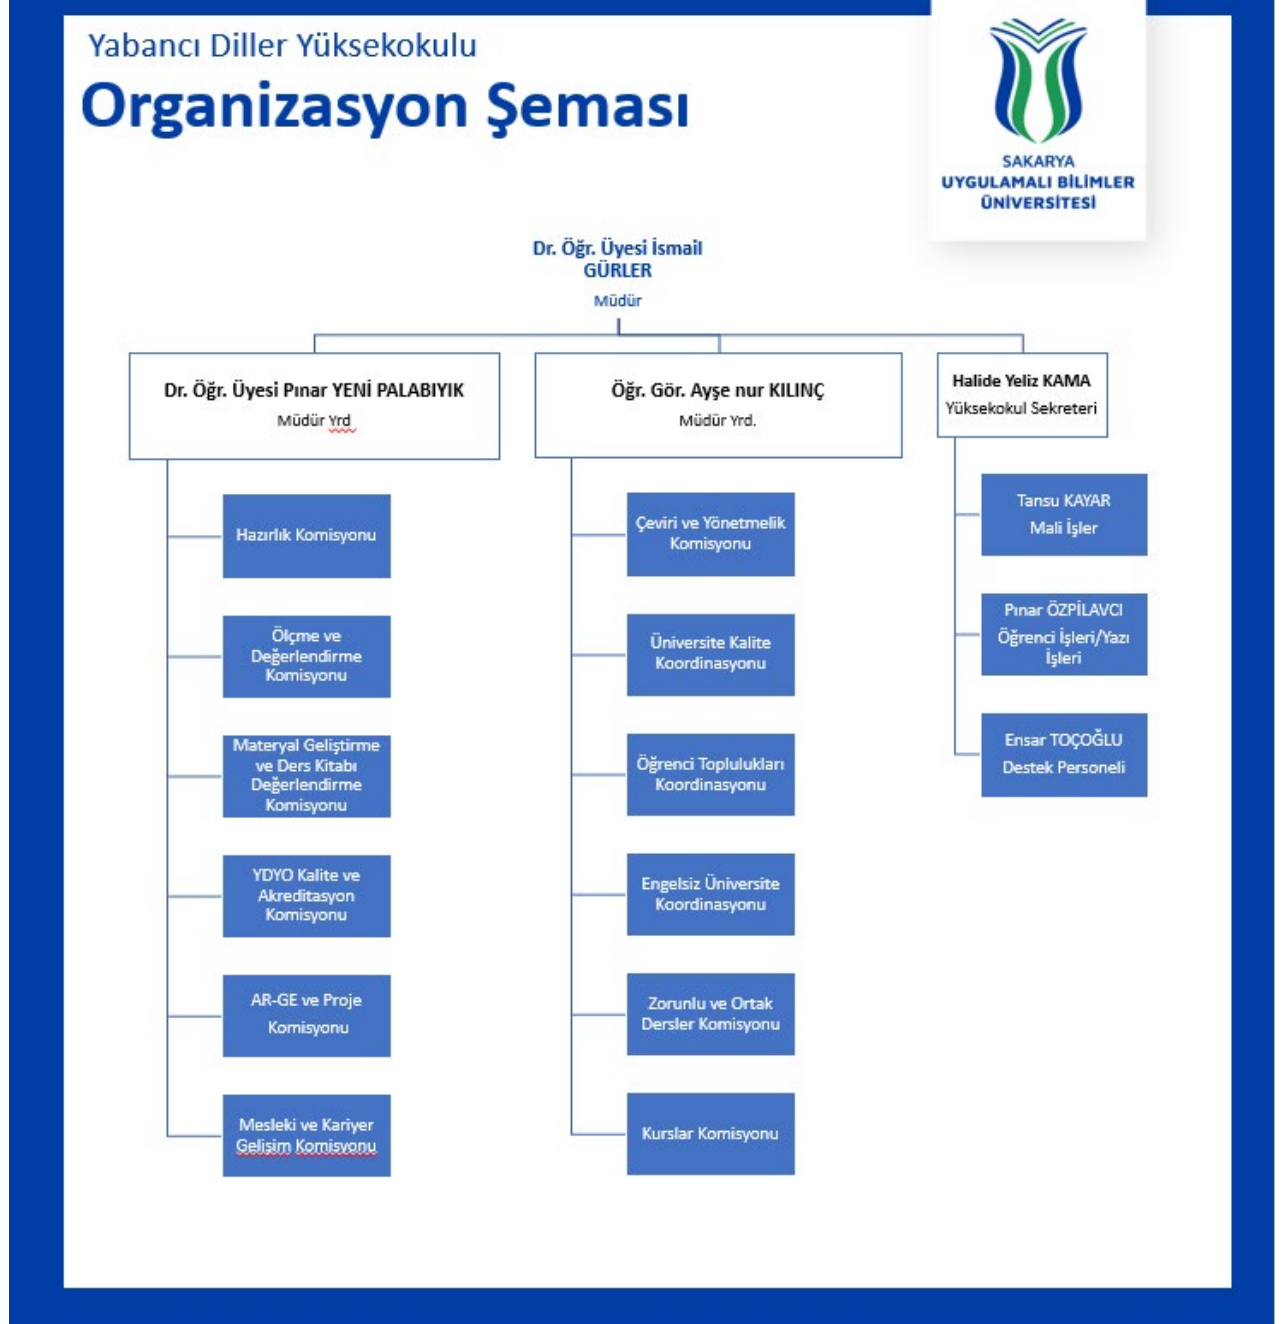 Yabancı Diller Yüksekokulu
Organizasyon Şeması
SAKARYA
UYGULAMALI BİLİMLER
ÜNİVERSİTESİ
Dr. Öğr. Üyesi İsmail
GÜRLER
Müdür
Dr. Öğr. Üyesi Pınar YENİ PALABIYIK
Müdür Yrd
Hazırlık Komisyonu
Ölçme ve
Değerlendirme
Komisyonu
Materyal Geliştirme
ve Ders Kitabı
Değerlendirme
Komisyonu
YDYO Kalite ve
Akreditasyon
Komisyonu
AR-GE ve Proje
Komisyonu
Mesleki ve Kariyer
Gelişim Komisyonu
Öğr. Gör. Ayşe nur KILINÇ
Müdür Yrd.
Çeviri ve Yönetmelik
Komisyonu
Üniversite Kalite
Koordinasyonu
Öğrenci Toplulukları
Koordinasyonu
Engelsiz Üniversite
Koordinasyonu
Zorunlu ve Ortak
Dersler Komisyonu
Kurslar Komisyonu
Halide Yeliz KAMA
Yüksekokul Sekreteri
Tansu KAYAR
Mali İşler
Pınar ÖZPİLAVCI
Öğrenci İşleri/Yazı
İşleri
Ensar TOÇOĞLU
Destek Personeli